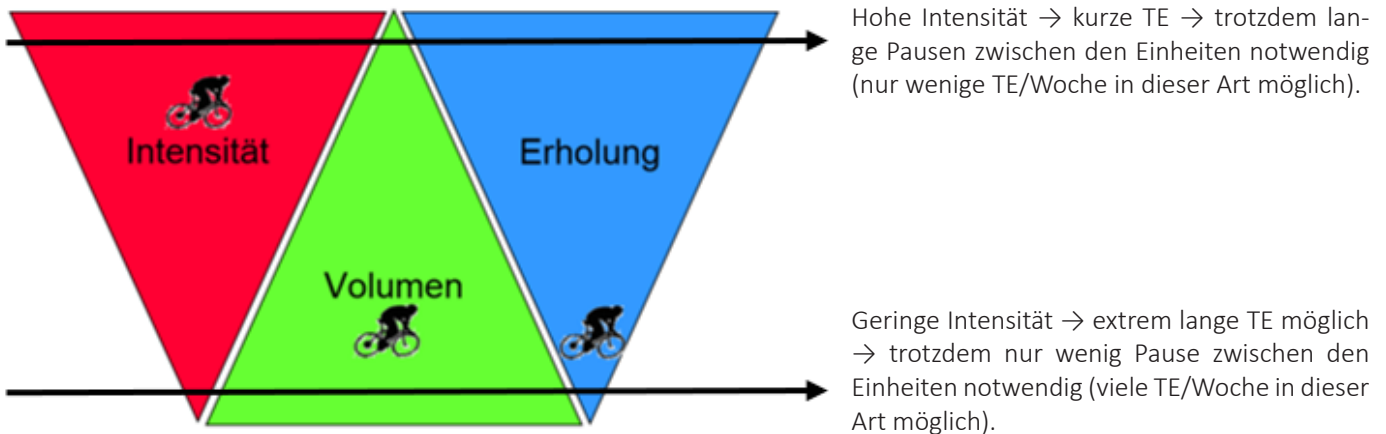 Intensität
Erholung
Volumen
Hohe Intensität → kurze TE → trotzdem lan-
ge Pausen zwischen den Einheiten notwendig
(nur wenige TE/Woche in dieser Art möglich).
Geringe Intensität → extrem lange TE möglich
→ trotzdem nur wenig Pause zwischen den
Einheiten notwendig (viele TE/Woche in dieser
Art möglich).